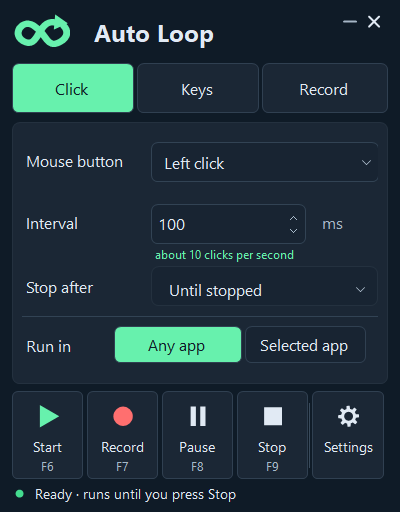 Auto Loop
Click Keys Record
Mouse button Left click
Interval 100 ms
about 10 clicks per second
Stop after Until stopped
Run in Any app Selected app
Start Record Pause Stop Settings
F6 F7 F8 F9
Ready · runs until you press Stop